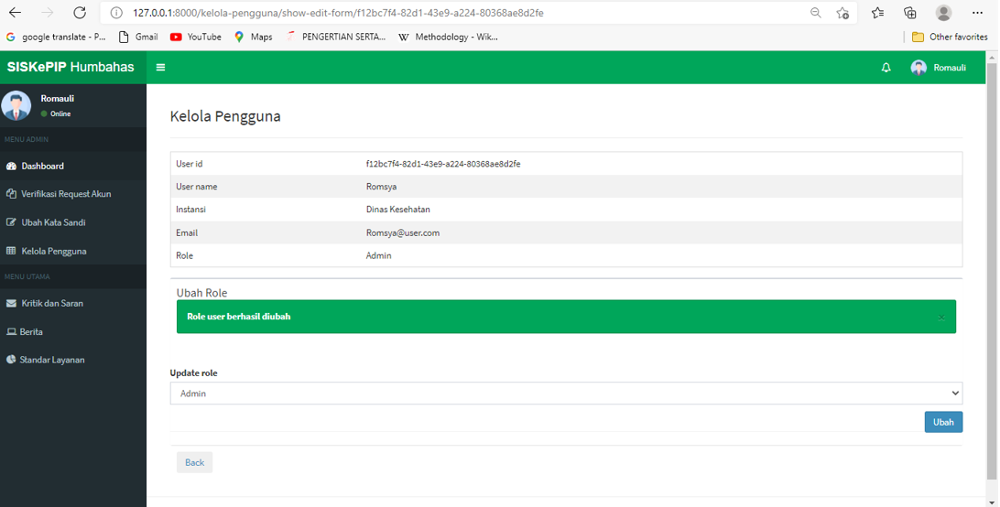 127.0.0.1:8000/kelola-pengguna/show-edit-form/f12bc7f4-82d1-43e9-a224-80368ae8d2fe
google translate - P...
Gmail
YouTube
Maps
PENGERTIAN SERTA...
Methodology - Wik...
Other favorites
SISKePIP Humbahas
Romauli
Romauli
Online
MENU ADMIN
Dashboard
Verifikasi Request Akun
Ubah Kata Sandi
Kelola Pengguna
MENU UTAMA
Kritik dan Saran
Berita
Standar Layanan
Kelola Pengguna
User id f12bc7f4-82d1-43e9-a224-80368ae8d2fe
User name Romsya
Instansi Dinas Kesehatan
Email Romsya@user.com
Role Admin
Ubah Role
Role user berhasil diubah ×
Update role
Admin
Ubah
Back